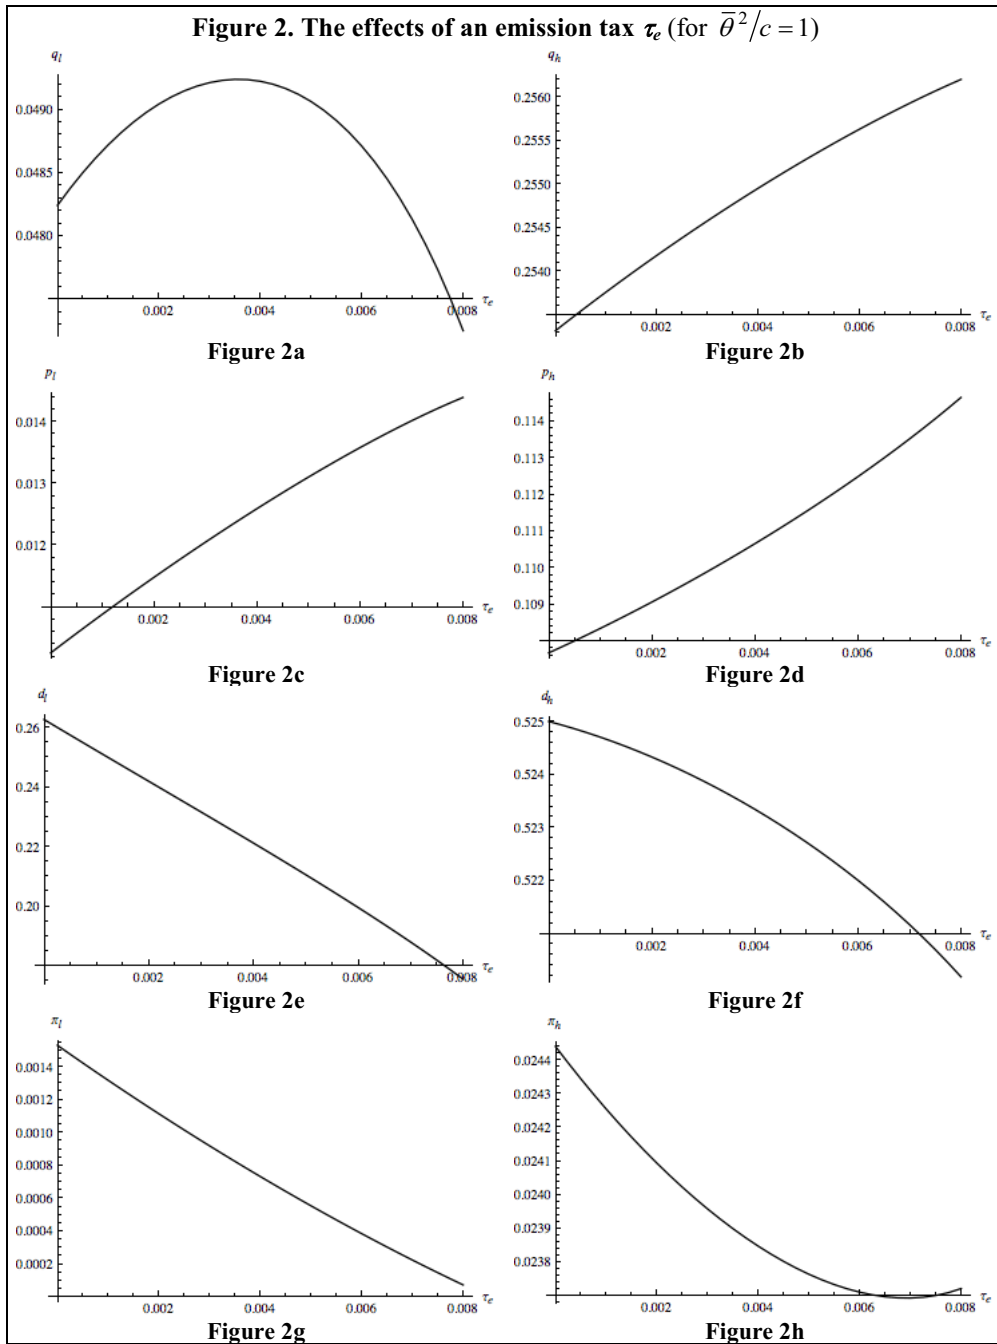 Figure 2. The effects of an emission tax τe (for θ̅²/c = 1)
ql
0.0490
0.0485
0.0480
0.002 0.004 0.006 0.008 τe
Figure 2a
qh
0.2560
0.2555
0.2550
0.2545
0.2540
0.002 0.004 0.006 0.008 τe
Figure 2b
pl
0.014
0.013
0.012
0.002 0.004 0.006 0.008 τe
Figure 2c
ph
0.114
0.113
0.112
0.111
0.110
0.109
0.002 0.004 0.006 0.008 τe
Figure 2d
dl
0.26
0.24
0.22
0.20
0.002 0.004 0.006 0.008 τe
Figure 2e
dh
0.525
0.524
0.523
0.522
0.002 0.004 0.006 0.008 τe
Figure 2f
πl
0.0014
0.0012
0.0010
0.0008
0.0006
0.0004
0.0002
0.002 0.004 0.006 0.008 τe
Figure 2g
πh
0.0244
0.0243
0.0242
0.0241
0.0240
0.0239
0.0238
0.002 0.004 0.006 0.008 τe
Figure 2h